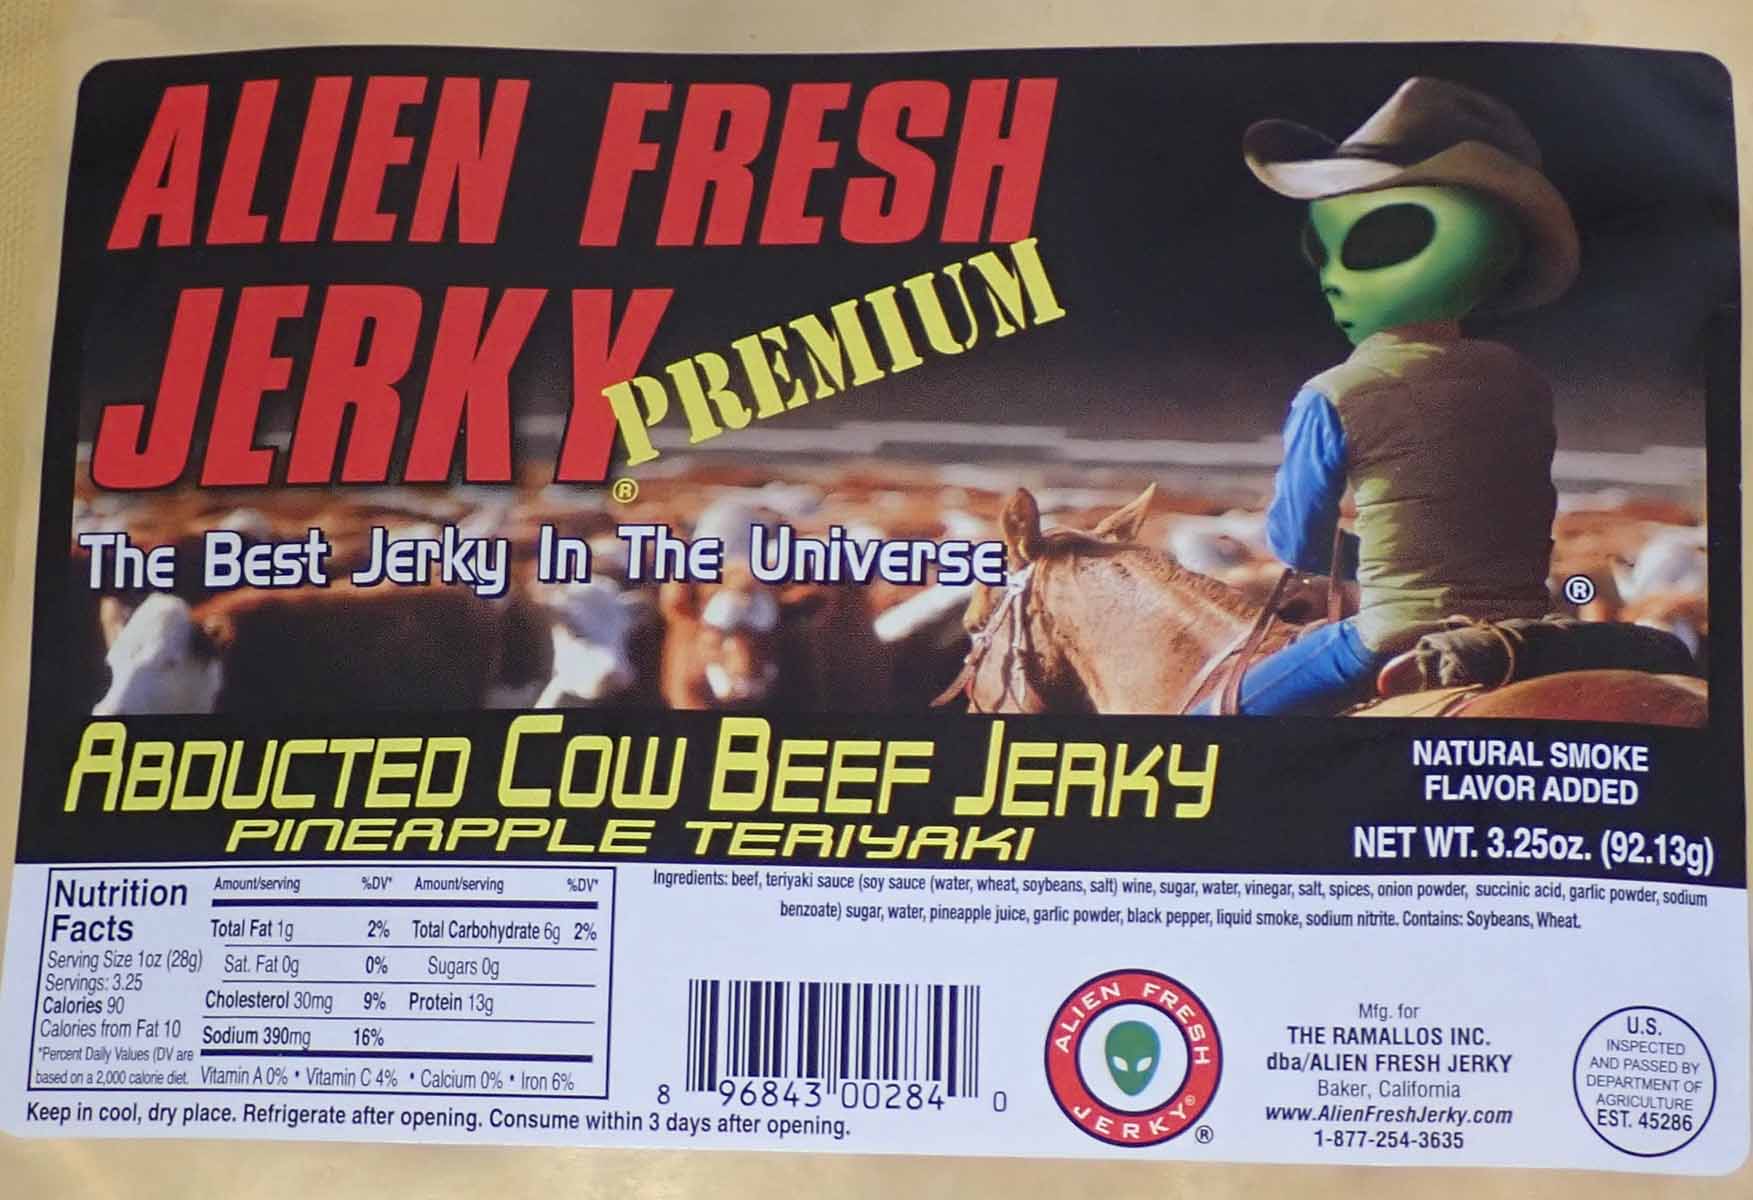 ALIEN FRESH
JERKY
PREMIUM
®
The Best Jerky In The Universe
®
ABDUCTED COW BEEF JERKY
PINEAPPLE TERIYAKI
NATURAL SMOKE
FLAVOR ADDED
NET WT. 3.25oz. (92.13g)
Nutrition
Facts
Serving Size 1oz (28g)
Servings: 3.25
Calories 90
Calories from Fat 10
*Percent Daily Values (DV are
based on a 2,000 calorie diet.
Amount/serving %DV* Amount/serving %DV*
Total Fat 1g 2% Total Carbohydrate 6g 2%
Sat. Fat 0g 0% Sugars 0g
Cholesterol 30mg 9% Protein 13g
Sodium 390mg 16%
Vitamin A 0% • Vitamin C 4% • Calcium 0% • Iron 6%
Keep in cool, dry place. Refrigerate after opening. Consume within 3 days after opening.
Ingredients: beef, teriyaki sauce (soy sauce (water, wheat, soybeans, salt) wine, sugar, water, vinegar, salt, spices, onion powder, succinic acid, garlic powder, sodium
benzoate) sugar, water, pineapple juice, garlic powder, black pepper, liquid smoke, sodium nitrite. Contains: Soybeans, Wheat.
8 96843 00284 0
ALIEN FRESH
JERKY®
®
Mfg. for
THE RAMALLOS INC.
dba/ALIEN FRESH JERKY
Baker, California
www.AlienFreshJerky.com
1-877-254-3635
U.S.
INSPECTED
AND PASSED BY
DEPARTMENT OF
AGRICULTURE
EST. 45286